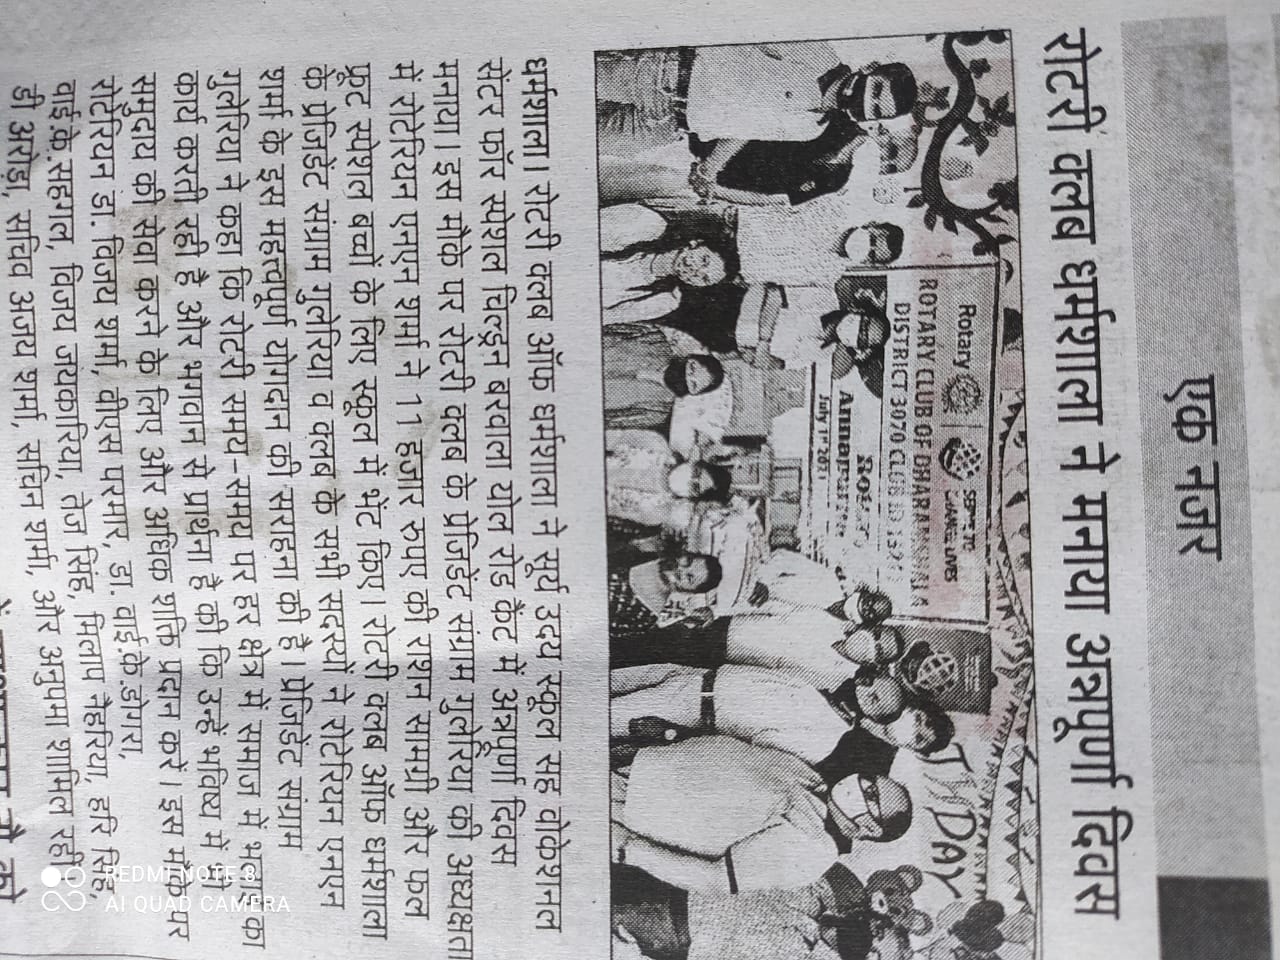 एक नजर
रोटरी क्लब धर्मशाला ने मनाया अन्नपूर्णा दिवस
Rotary
SERVE TO
CHANGE LIVES
ROTARY CLUB OF DHARAMSHALA
DISTRICT 3070 CLUB ID
Annapurna
July 1st 2021
TH DAY
धर्मशाला। रोटरी क्लब ऑफ धर्मशाला ने सूर्य उदय स्कूल सह वोकेशनल
सेंटर फॉर स्पेशल चिल्ड्रन बरवाला योल रोड कैंट में अन्नपूर्णा दिवस
मनाया। इस मौके पर रोटरी क्लब के प्रेजिडेंट संग्राम गुलेरिया की अध्यक्षता
में रोटेरियन एनएन शर्मा ने 11 हजार रुपए की राशन सामग्री और फल
फ्रूट स्पेशल बच्चों के लिए स्कूल में भेंट किए। रोटरी क्लब ऑफ धर्मशाला
के प्रेजिडेंट संग्राम गुलेरिया व क्लब के सभी सदस्यों ने रोटेरियन एनएन
शर्मा के इस महत्त्वपूर्ण योगदान की सराहना की है। प्रेजिडेंट संग्राम
गुलेरिया ने कहा कि रोटरी समय-समय पर हर क्षेत्र में समाज में भलाई का
कार्य करती रही है और भगवान से प्रार्थना है की कि उन्हें भविष्य में भी
समुदाय की सेवा करने के लिए और अधिक शक्ति प्रदान करें। इस मौके पर
रोटेरियन डा. विजय शर्मा, वीएस परमार, डा. वाई.के.डोगरा,
वाई.के.सहगल, विजय जयकारिया, तेज सिंह, मिलाप नैहरिया, हरि सिंह,
डी अरोड़ा, सचिव अजय शर्मा, सचिन शर्मा, और अनुपमा शामिल रहीं
REDMI NOTE 8
AI QUAD CAMERA